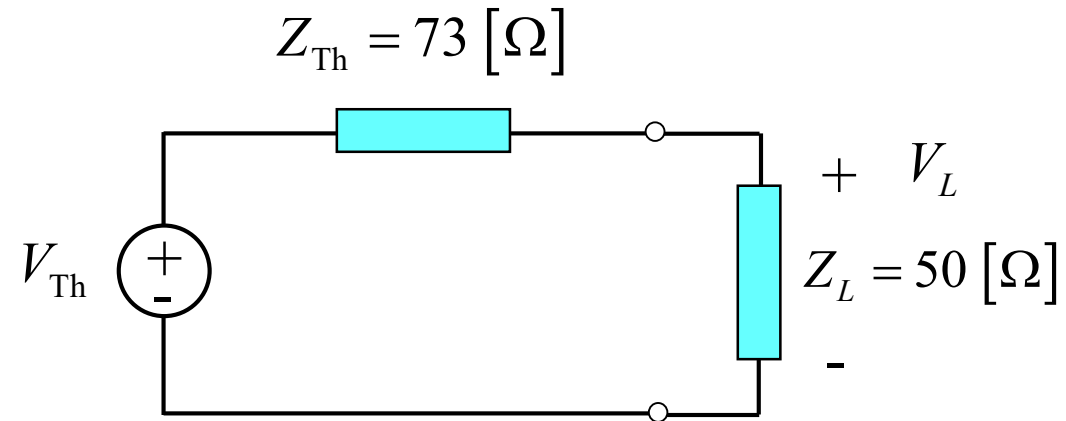 Z_Th = 73 [Ω]
+ V_L
V_Th + -
Z_L = 50 [Ω]
-